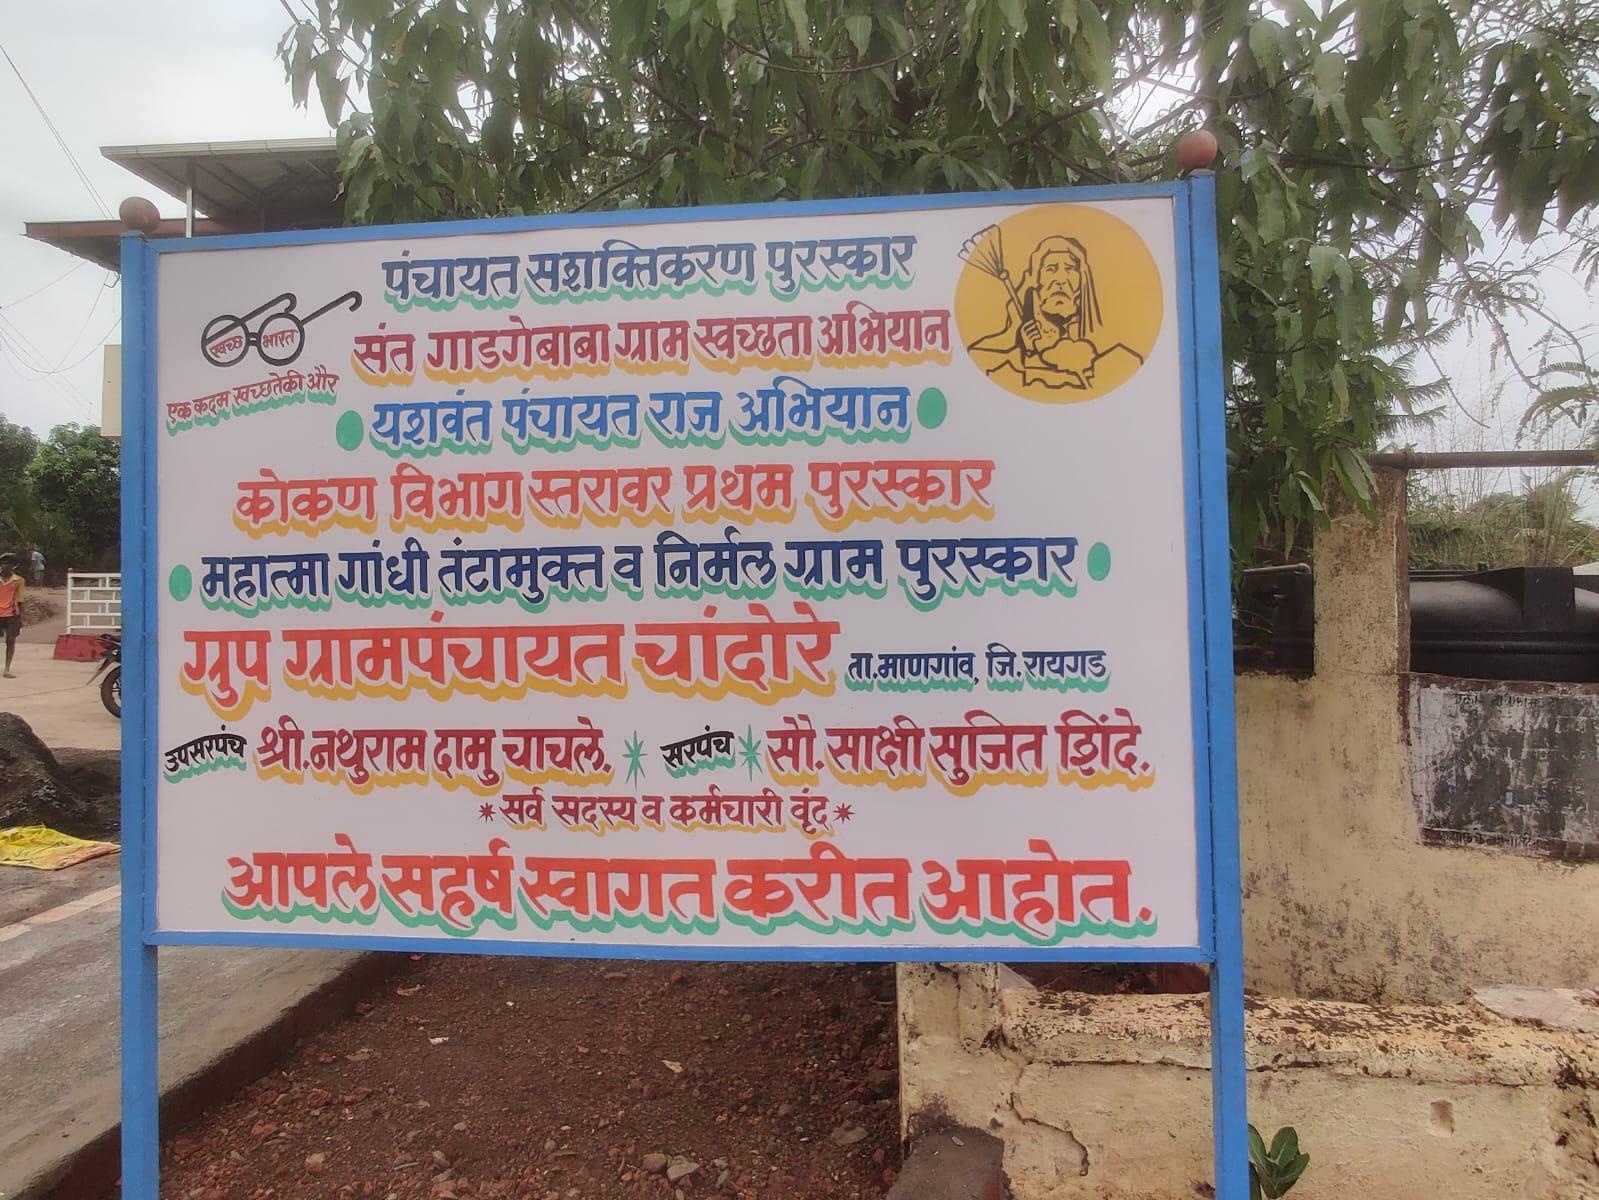 पंचायत सशक्तिकरण पुरस्कार
स्वच्छ भारत
एक कदम स्वच्छतेकी और
संत गाडगेबाबा ग्राम स्वच्छता अभियान
यशवंत पंचायत राज अभियान
कोकण विभाग स्तरावर प्रथम पुरस्कार
महात्मा गांधी तंटामुक्त व निर्मल ग्राम पुरस्कार
ग्रुप ग्रामपंचायत चांदोरे ता.माणगांव, जि.रायगड
उपसरपंच श्री.नथुराम दामु चाचले. सरपंच सौ.साक्षी सुजित शिंदे.
*सर्व सदस्य व कर्मचारी वृंद*
आपले सहर्ष स्वागत करीत आहोत.